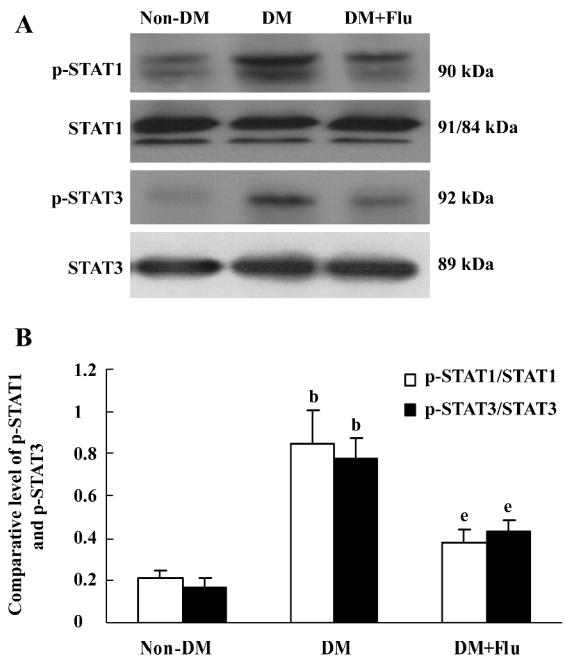 A
Non-DM DM DM+Flu
p-STAT1 90 kDa
STAT1 91/84 kDa
p-STAT3 92 kDa
STAT3 89 kDa
B
Comparative level of p-STAT1
and p-STAT3
1.2
1
0.8
0.6
0.4
0.2
0
p-STAT1/STAT1
p-STAT3/STAT3
b b
e e
Non-DM DM DM+Flu